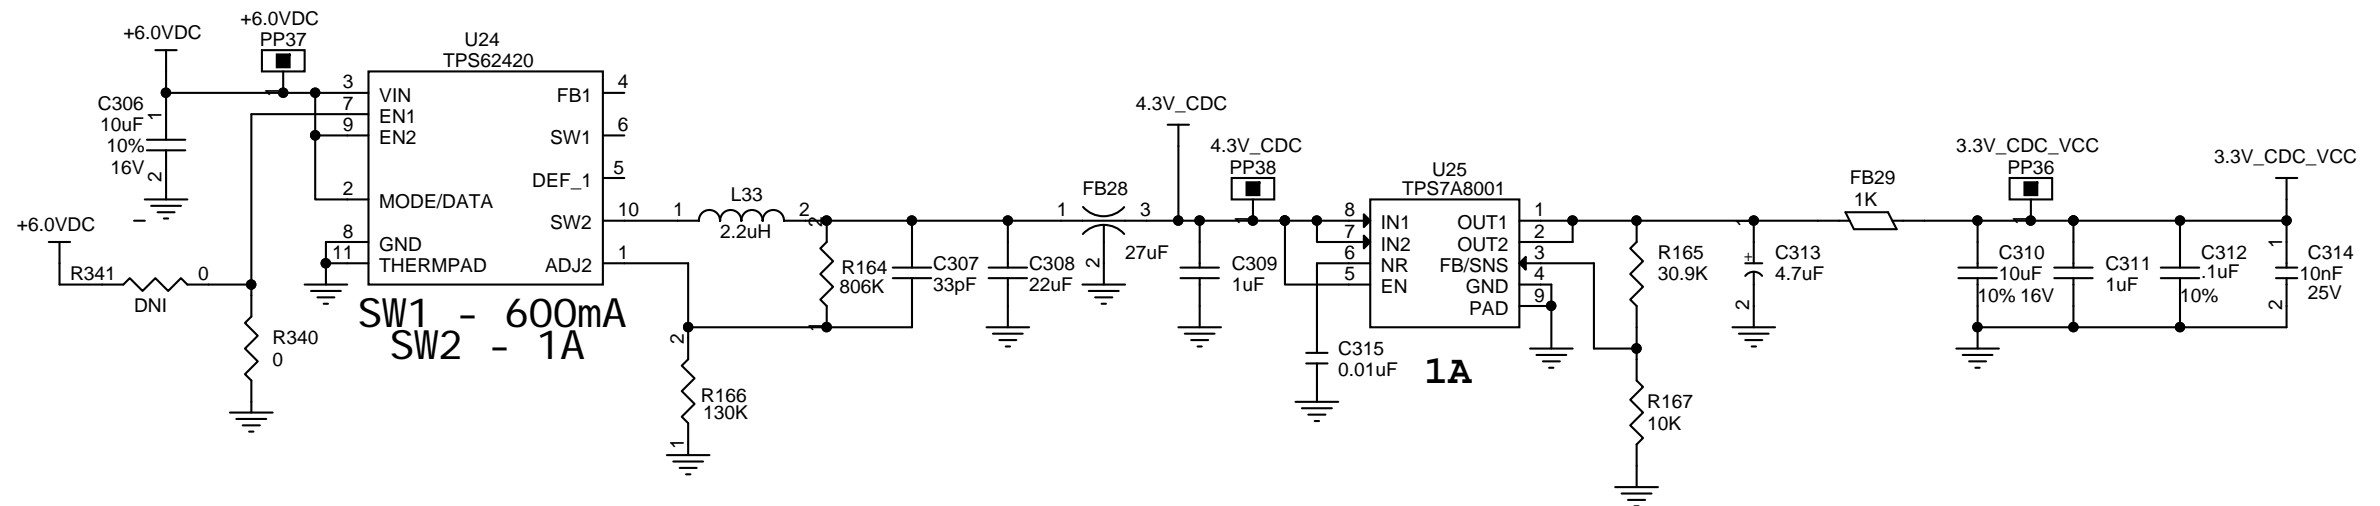 +6.0VDC
PP37
+6.0VDC
U24
TPS62420
C306
10uF
10%
16V
1
2
3
7
9
2
8
11
VIN
EN1
EN2
MODE/DATA
GND
THERMPAD
FB1
SW1
DEF_1
SW2
ADJ2
4
6
5
10
1
+6.0VDC
R341
0
DNI
R340
0
SW1 - 600mA
SW2 - 1A
1
L33
2
2.2uH
R164
806K
2
1
C307
33pF
C308
22uF
2
R166
130K
1
FB28
1
3
2
27uF
4.3V_CDC
4.3V_CDC
PP38
1
C309
1uF
U25
TPS7A8001
8
7
6
5
IN1
IN2
NR
EN
OUT1
OUT2
FB/SNS
GND
PAD
1
2
3
4
9
C315
0.01uF
1A
R165
30.9K
R167
10K
1
+
C313
4.7uF
2
FB29
1K
3.3V_CDC_VCC
PP36
1
3.3V_CDC_VCC
C310
10uF
10% 16V
C311
1uF
C312
.1uF
10%
1
C314
10nF
25V
2